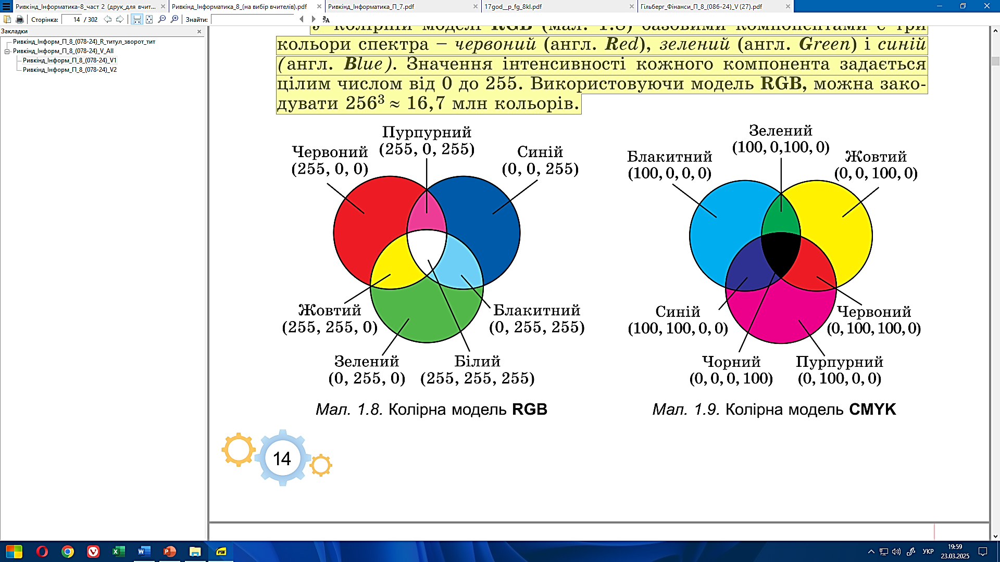 Ривкінд_Інформатика-8_част 2 (друк_для вчит...
Ривкінд_Інформатика_8_(на вибір вчителів).pdf
Ривкінд_Інформатика_П_7.pdf
17god__p_fg_8kl.pdf
Гільберг_Фінанси_П_8_(086-24)_V (27).pdf
Сторінка: 14 / 302
Знайти:
Закладки
Ривкінд_Інформ_П_8_(078-24)_R_титул_зворот_тит
Ривкінд_Інформ_П_8_(078-24)_V_All
Ривкінд_Інформ_П_8_(078-24)_V1
Ривкінд_Інформ_П_8_(078-24)_V2
У колірній моделі RGB (мал. 1.8) базовими компонентами є три
кольори спектра – червоний (англ. Red), зелений (англ. Green) і синій
(англ. Blue). Значення інтенсивності кожного компонента задається
цілим числом від 0 до 255. Використовуючи модель RGB, можна зако-
дувати 256³ ≈ 16,7 млн кольорів.
Пурпурний
(255, 0, 255)
Червоний
(255, 0, 0)
Синій
(0, 0, 255)
Жовтий
(255, 255, 0)
Блакитний
(0, 255, 255)
Зелений
(0, 255, 0)
Білий
(255, 255, 255)
Мал. 1.8. Колірна модель RGB
Зелений
(100, 0,100, 0)
Блакитний
(100, 0, 0, 0)
Жовтий
(0, 0, 100, 0)
Синій
(100, 100, 0, 0)
Червоний
(0, 100, 100, 0)
Чорний
(0, 0, 0, 100)
Пурпурний
(0, 100, 0, 0)
Мал. 1.9. Колірна модель CMYK
14
PDF
УКР
19:59
23.03.2025